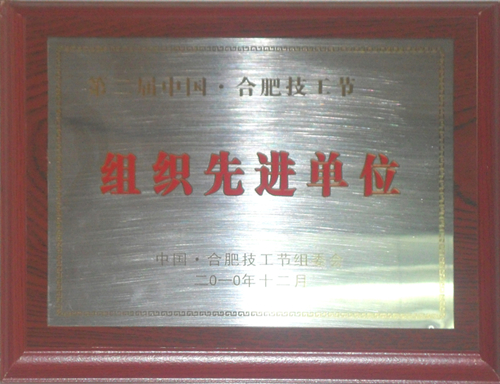 第二届中国·合肥技工节
组织先进单位
中国·合肥技工节组委会
二〇一〇年十二月